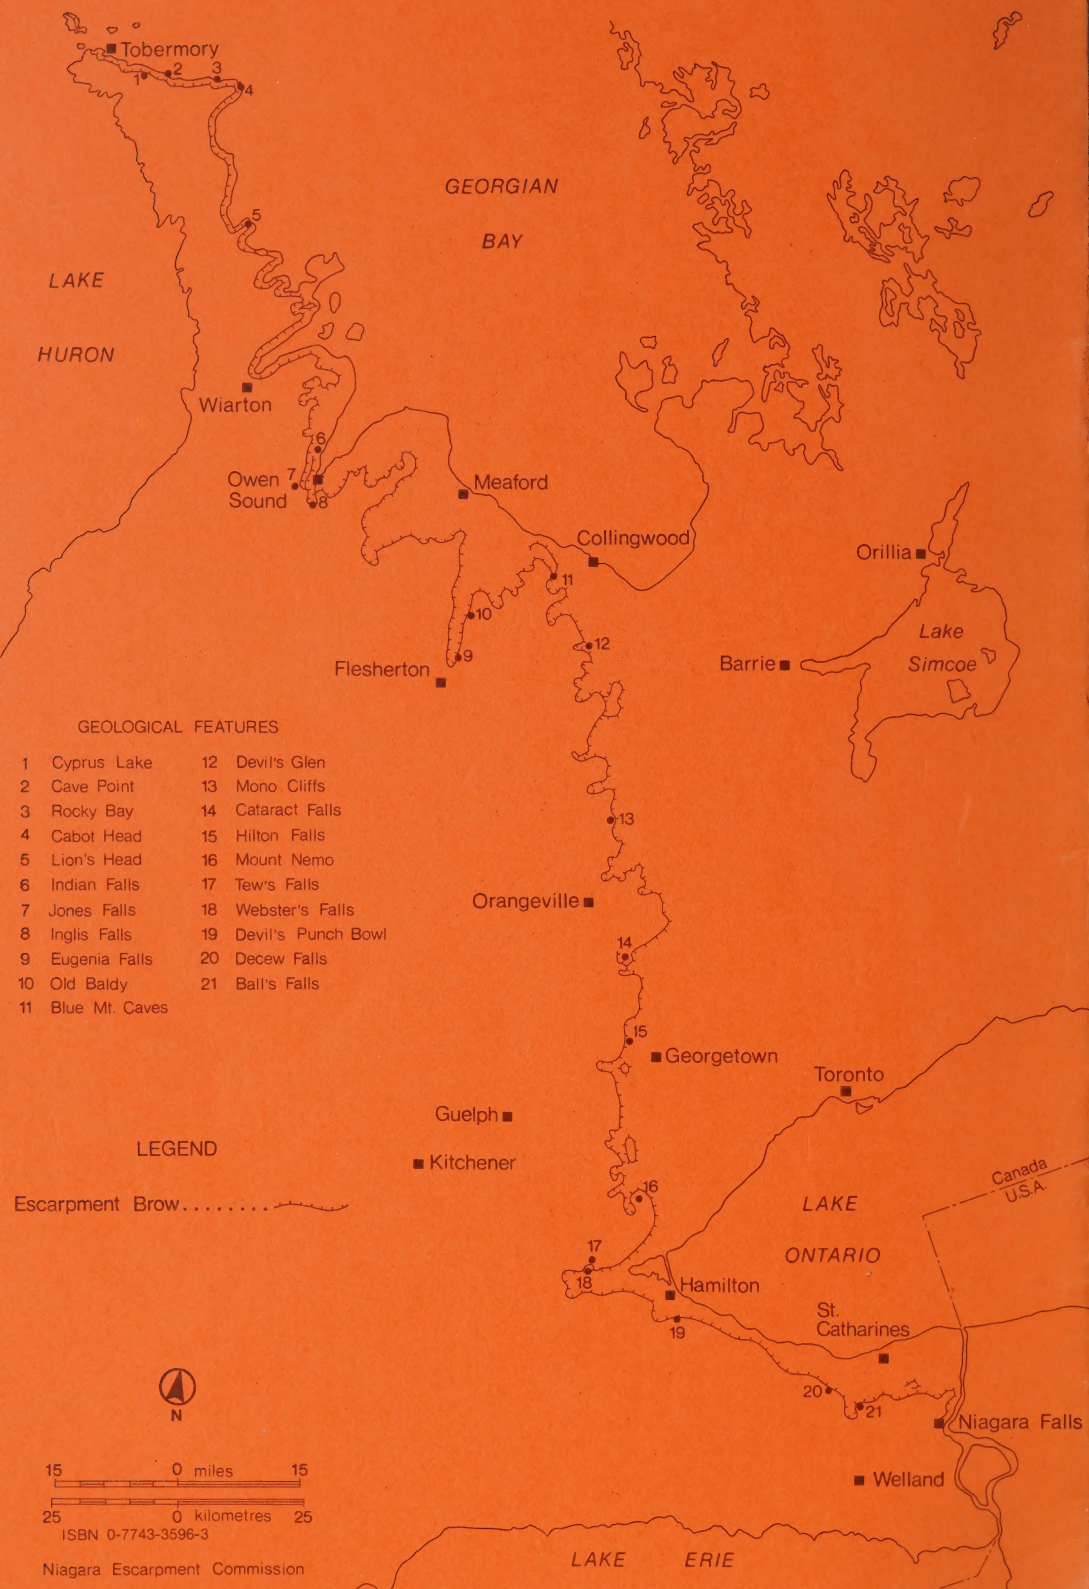 Tobermory
1
2
3
4
GEORGIAN
BAY
5
LAKE
HURON
Wiarton
6
Owen
Sound
7
8
Meaford
Collingwood
Orillia
11
10
12
Lake
Simcoe
Barrie
9
Flesherton
GEOLOGICAL FEATURES
1 Cyprus Lake
2 Cave Point
3 Rocky Bay
4 Cabot Head
5 Lion's Head
6 Indian Falls
7 Jones Falls
8 Inglis Falls
9 Eugenia Falls
10 Old Baldy
11 Blue Mt. Caves
12 Devil's Glen
13 Mono Cliffs
14 Cataract Falls
15 Hilton Falls
16 Mount Nemo
17 Tew's Falls
18 Webster's Falls
19 Devil's Punch Bowl
20 Decew Falls
21 Ball's Falls
13
Orangeville
14
15
Georgetown
Toronto
Guelph
Kitchener
LEGEND
Escarpment Brow........
16
Canada
U.S.A.
LAKE
ONTARIO
17
18
Hamilton
19
St.
Catharines
20
21
Niagara Falls
Welland
N
15 0 miles 15
25 0 kilometres 25
ISBN 0-7743-3596-3
Niagara Escarpment Commission
LAKE ERIE